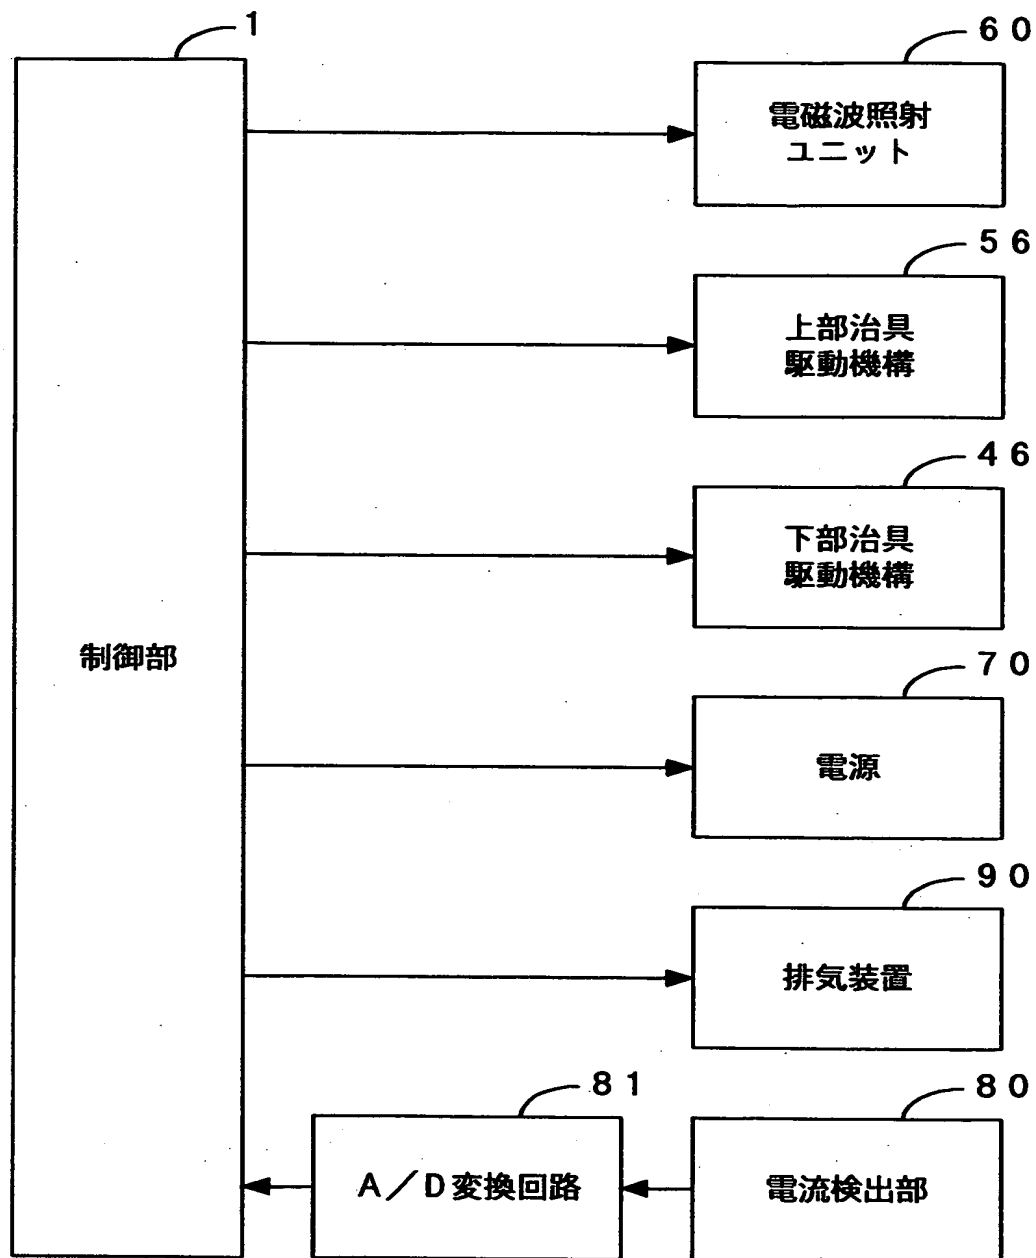 1
60
電磁波照射
ユニット
56
上部治具
駆動機構
46
下部治具
駆動機構
制御部
70
電源
90
排気装置
81
A/D変換回路
80
電流検出部